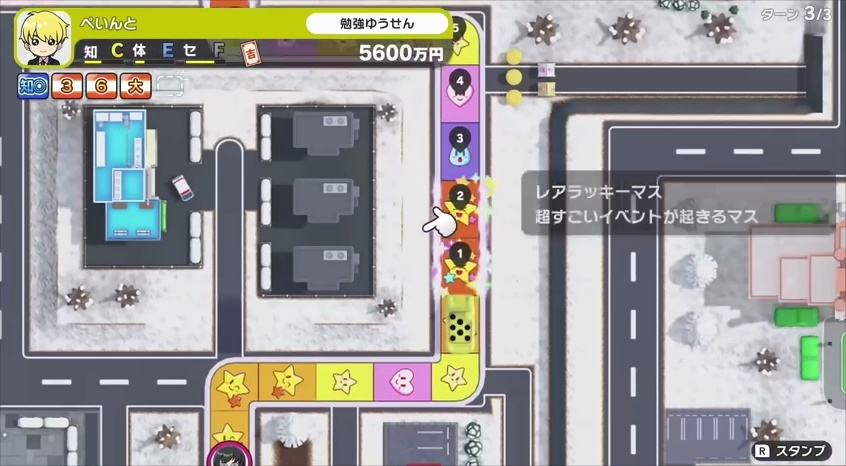 ぺいんと
勉強ゆうせん
ターン 3/3
知 C 体 E セ F 吉
5600万円
知◎ 3 6 大
5
4
3
2
1
レアラッキーマス
超すごいイベントが起きるマス
R スタンプ